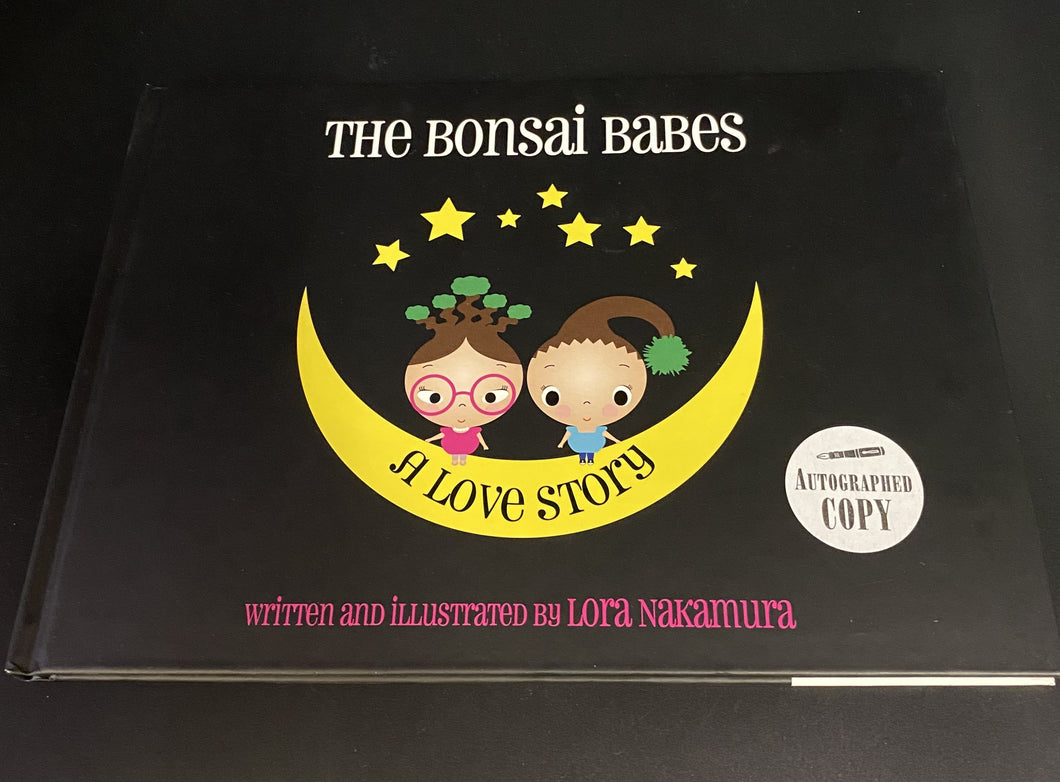 THE BONSAI BABES
A LOVE STORY
AUTOGRAPHED
COPY
WRITTEN AND ILLUSTRATED BY LORA NAKAMURA